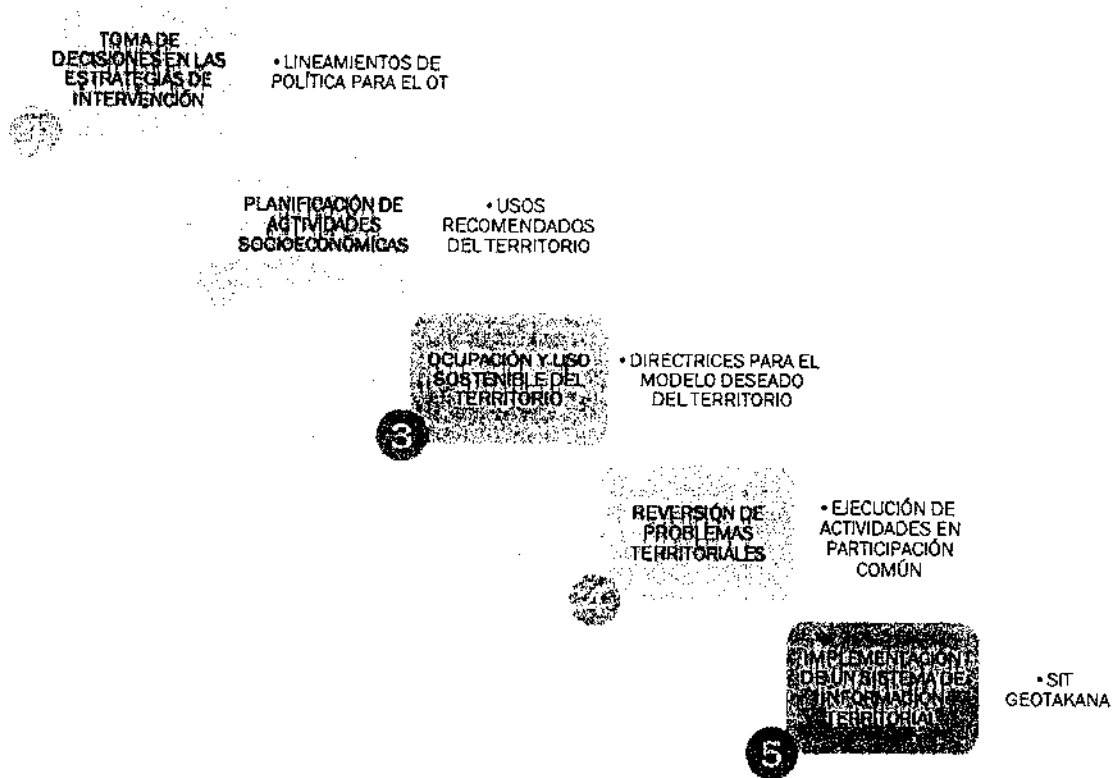 TOMA DE
DECISIONES EN LAS
ESTRATEGIAS DE
INTERVENCIÓN
• LINEAMIENTOS DE
POLÍTICA PARA EL OT
1
PLANIFICACIÓN DE
ACTIVIDADES
SOCIOECONÓMICAS
• USOS
RECOMENDADOS
DEL TERRITORIO
OCUPACIÓN Y USO
SOSTENIBLE DEL
TERRITORIO
• DIRECTRICES PARA EL
MODELO DESEADO
DEL TERRITORIO
3
REVERSIÓN DE
PROBLEMAS
TERRITORIALES
• EJECUCIÓN DE
ACTIVIDADES EN
PARTICIPACIÓN
COMÚN
4
IMPLEMENTACIÓN
DE UN SISTEMA DE
INFORMACIÓN
TERRITORIAL
• SIT
GEOTAKANA
5